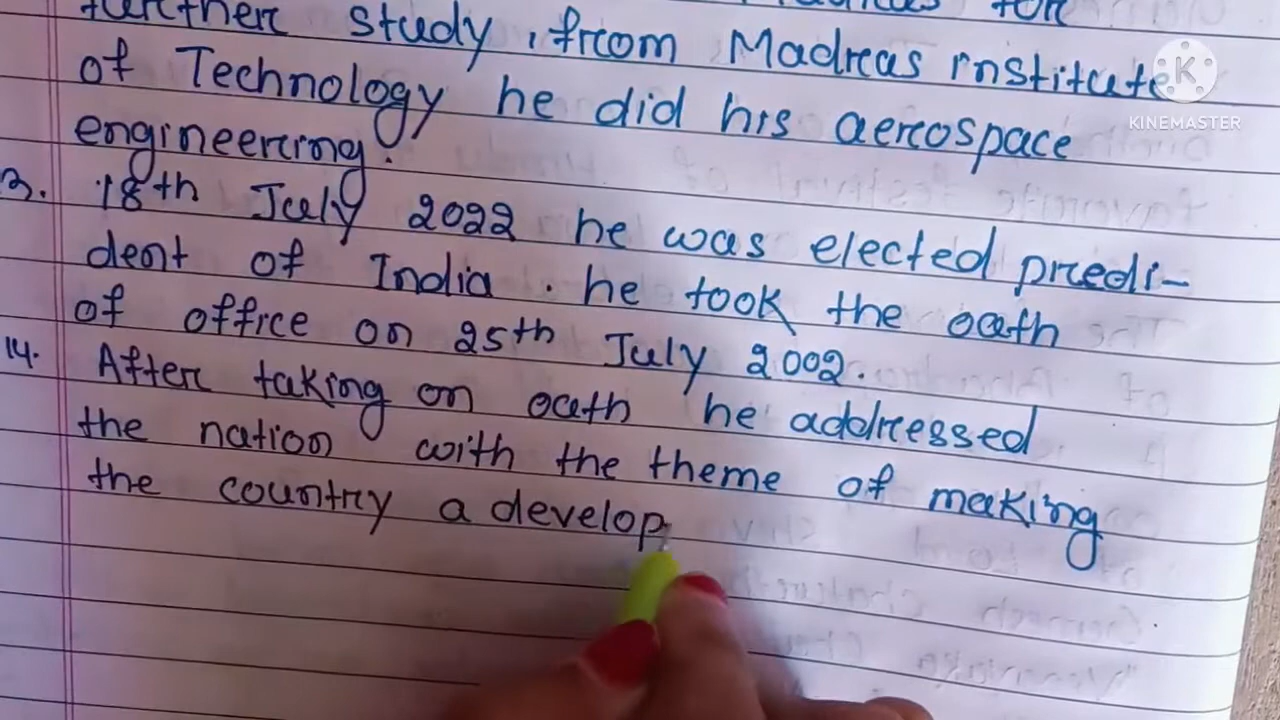 further study, from Madras institute
of Technology he did his aerospace
engineering.
3. 18th July 2022 he was elected predi-
dent of India. he took the oath
of office on 25th July 2002.
14. After taking on oath he addressed
the nation with the theme of making
the country a develop
K
KINEMASTER